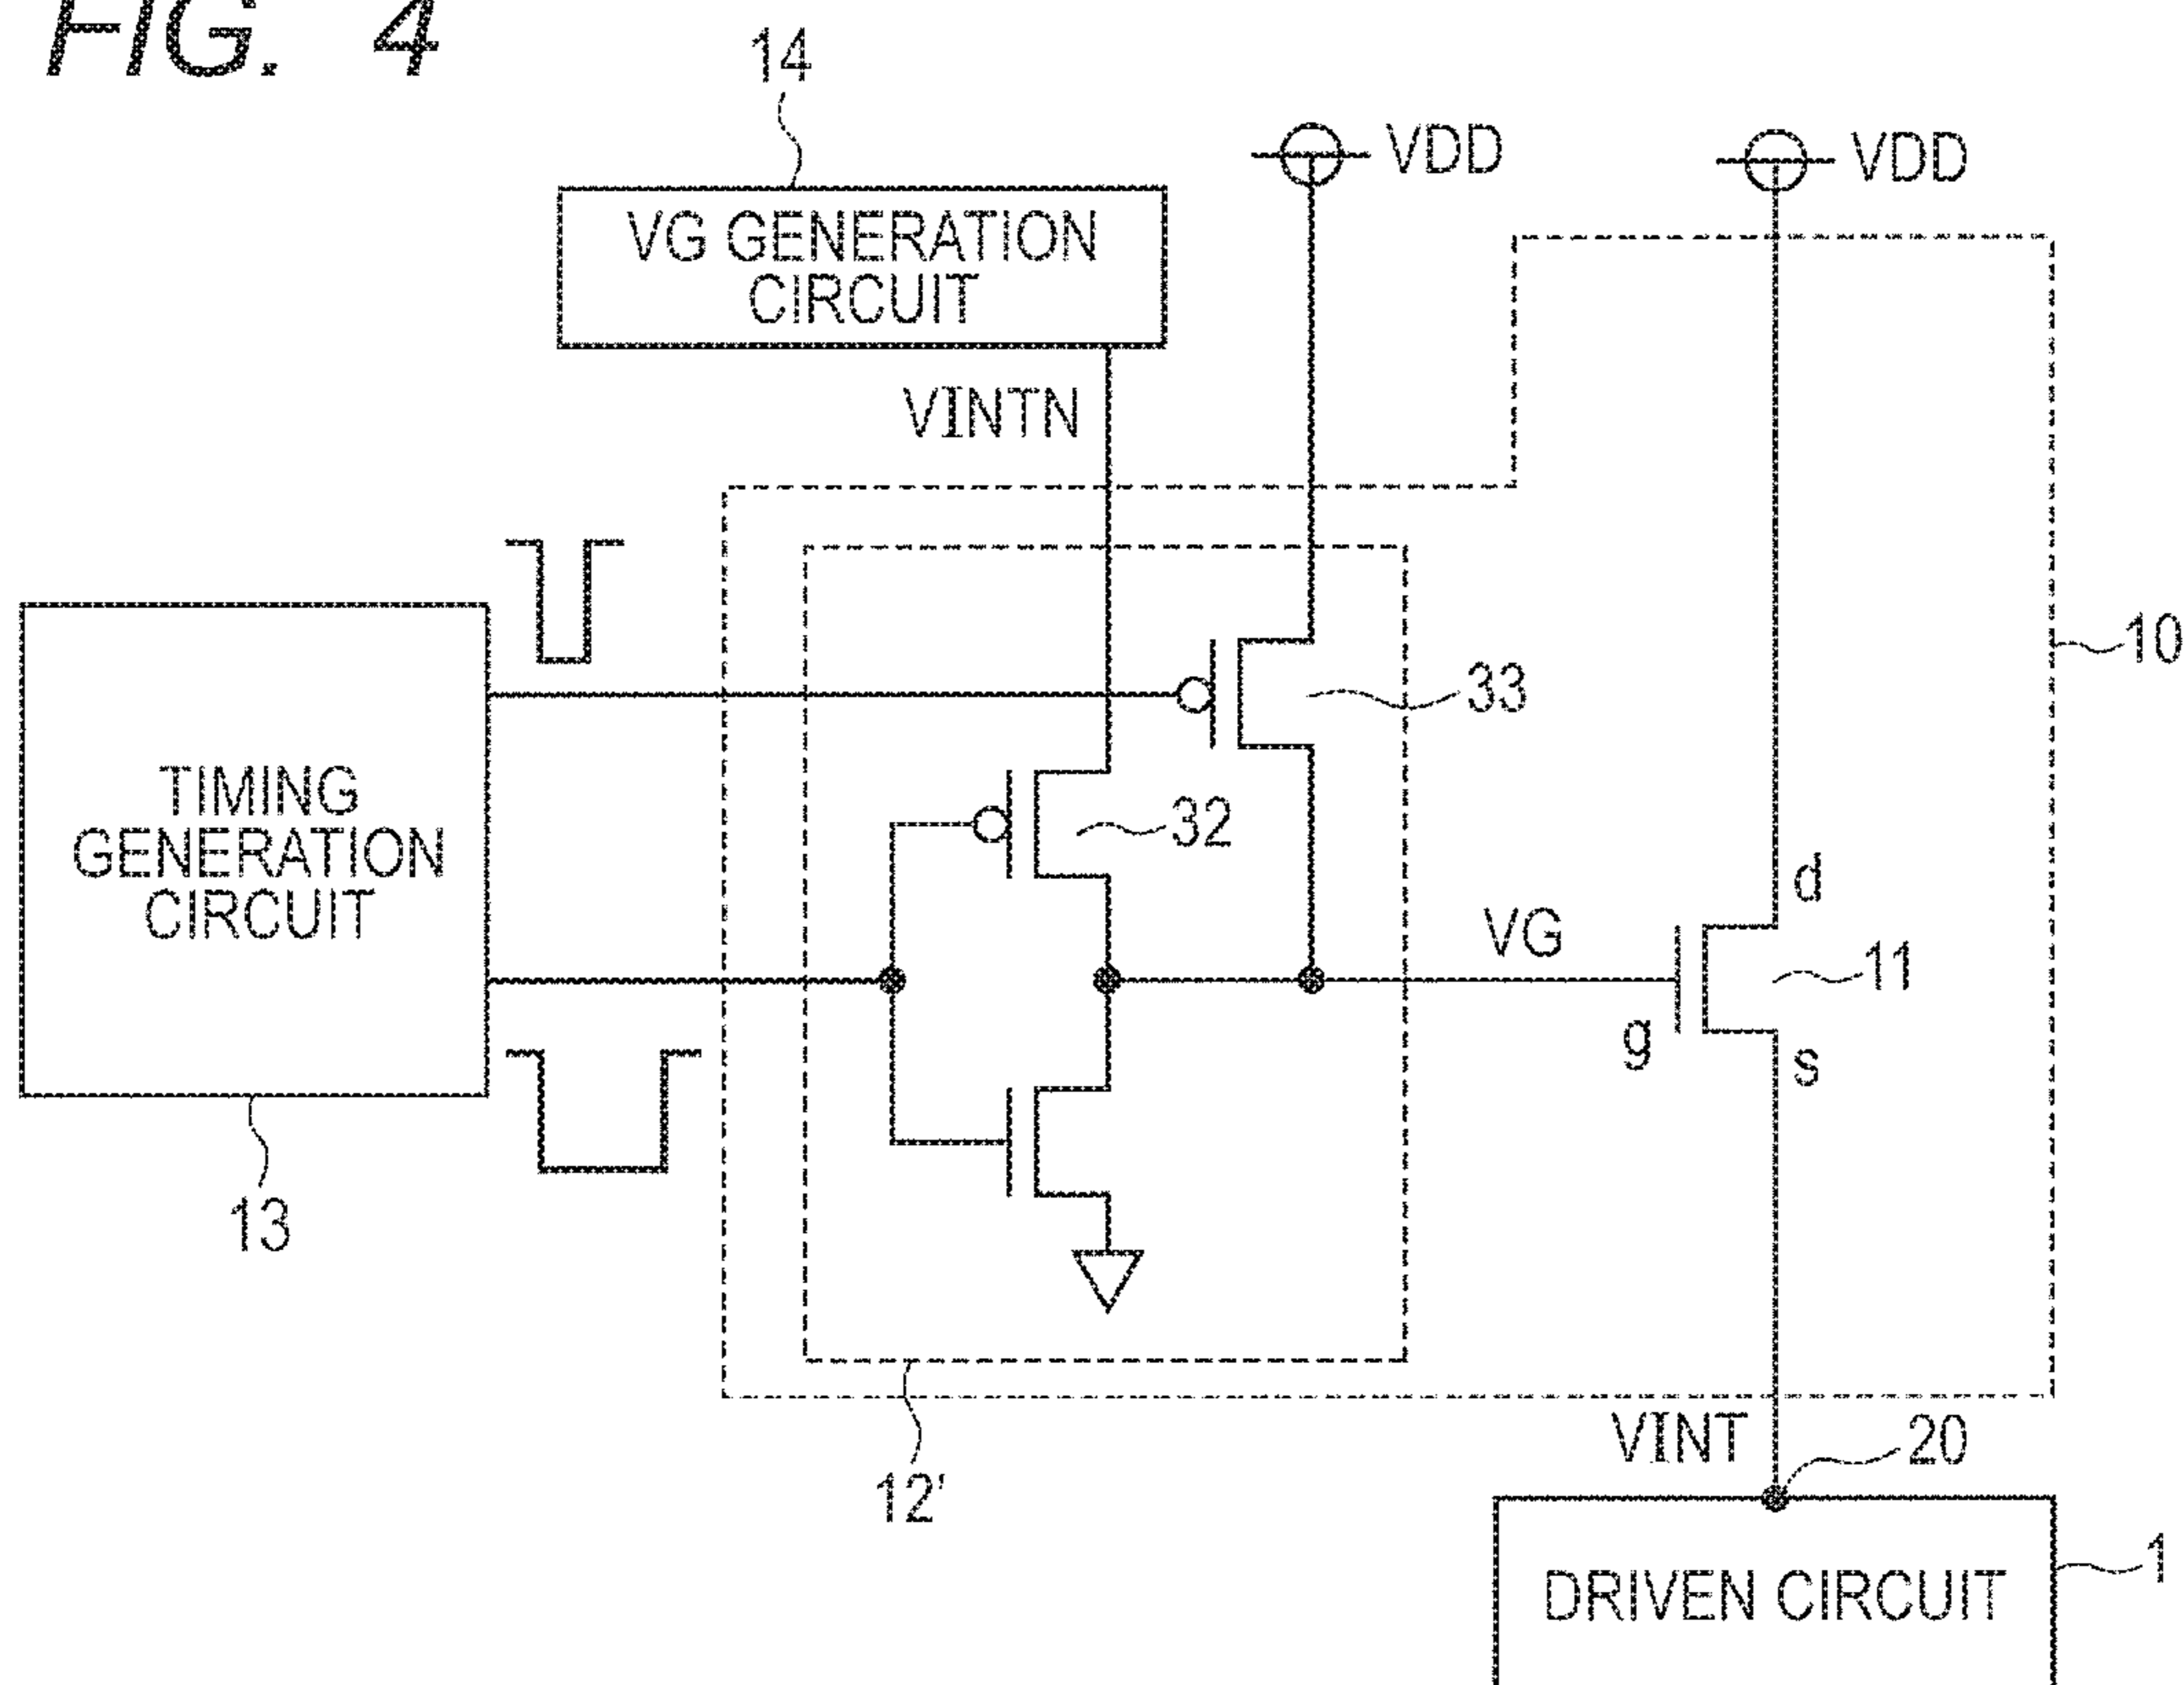 FIG. 4
14
VDD
VDD
VG GENERATION
CIRCUIT
VINTN
10
33
TIMING
GENERATION
CIRCUIT
32
d
VG
11
g
s
13
12'
VINT
20
1
DRIVEN CIRCUIT